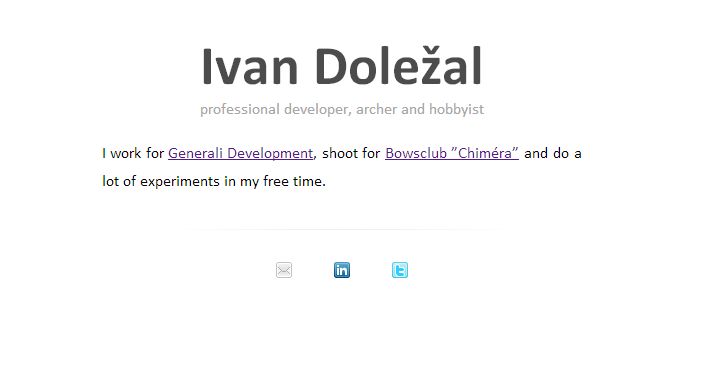 Ivan Doležal
professional developer, archer and hobbyist
I work for Generali Development, shoot for Bowsclub ”Chiméra” and do a
lot of experiments in my free time.
in
t